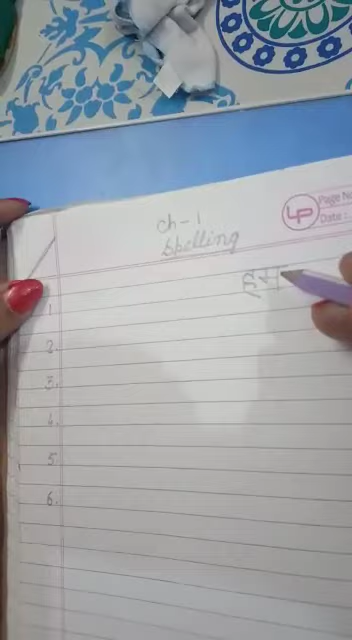 Ch-1
Spelling
LP
Page No
Date :
1
2.
3.
4.
5.
6.